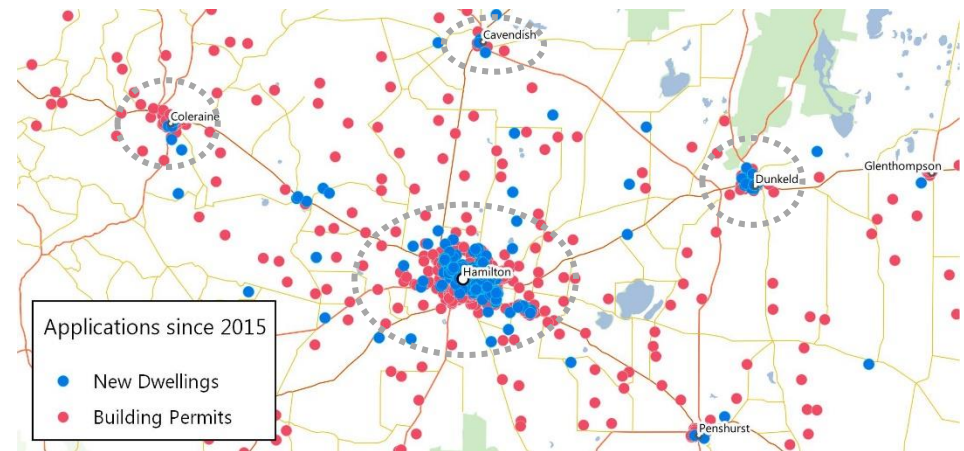 Cavendish
Coleraine
Glenthompson
Dunkeld
Hamilton
Applications since 2015
New Dwellings
Building Permits
Penshurst